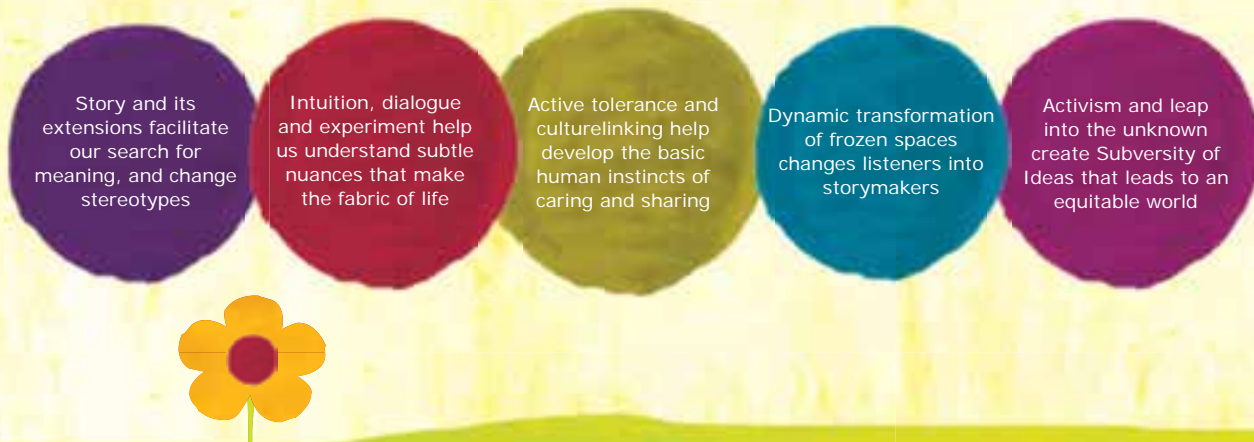 Story and its
extensions facilitate
our search for
meaning, and change
stereotypes
Intuition, dialogue
and experiment help
us understand subtle
nuances that make
the fabric of life
Active tolerance and
culturelinking help
develop the basic
human instincts of
caring and sharing
Dynamic transformation
of frozen spaces
changes listeners into
storymakers
Activism and leap
into the unknown
create Subversity of
Ideas that leads to an
equitable world